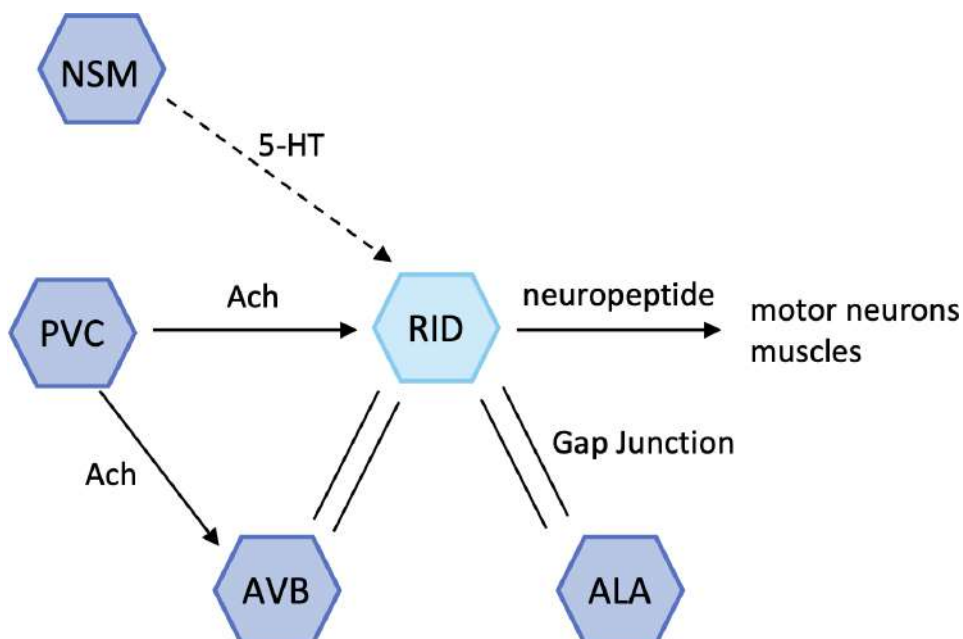 NSM
5-HT
PVC
Ach
RID
neuropeptide
motor neurons
muscles
Ach
Gap Junction
AVB
ALA